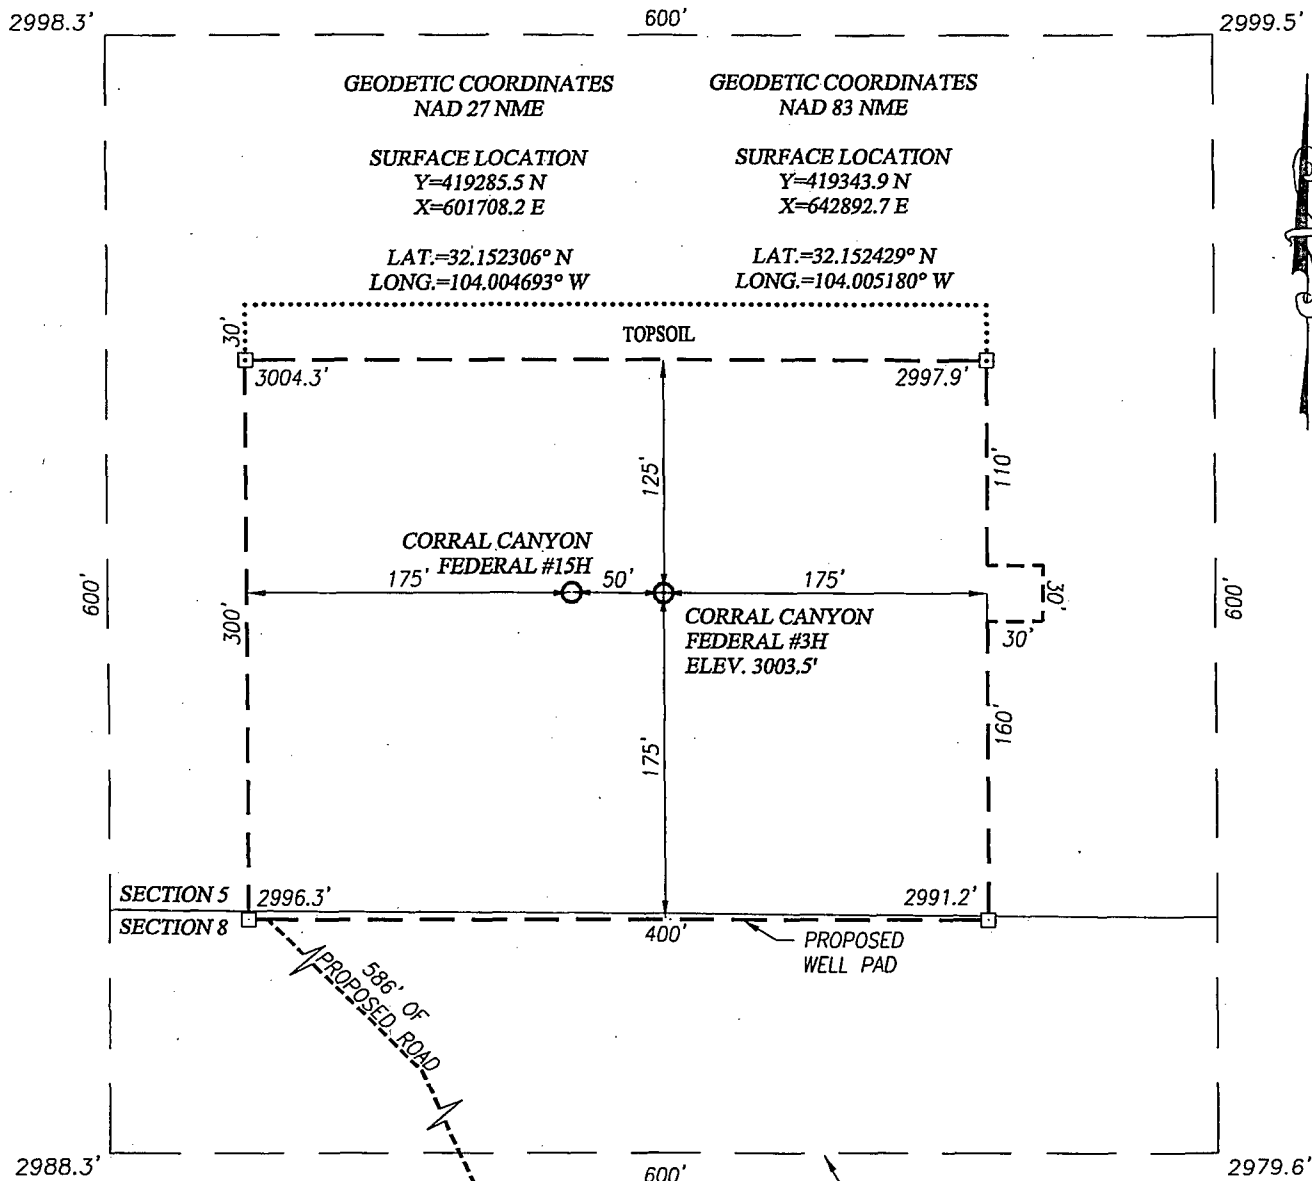 2998.3'
600'
2999.5'
GEODETIC COORDINATES
NAD 27 NME
SURFACE LOCATION
Y=419285.5 N
X=601708.2 E
LAT.=32.152306° N
LONG.=104.004693° W
GEODETIC COORDINATES
NAD 83 NME
SURFACE LOCATION
Y=419343.9 N
X=642892.7 E
LAT.=32.152429° N
LONG.=104.005180° W
30'
TOPSOIL
3004.3'
2997.9'
125'
110'
CORRAL CANYON
FEDERAL #15H
175'
50'
175'
600'
300'
30'
30'
600'
CORRAL CANYON
FEDERAL #3H
ELEV. 3003.5'
175'
160'
SECTION 5
2996.3'
2991.2'
SECTION 8
400'
PROPOSED
WELL PAD
586' OF
PROPOSED ROAD
2988.3'
600'
2979.6'